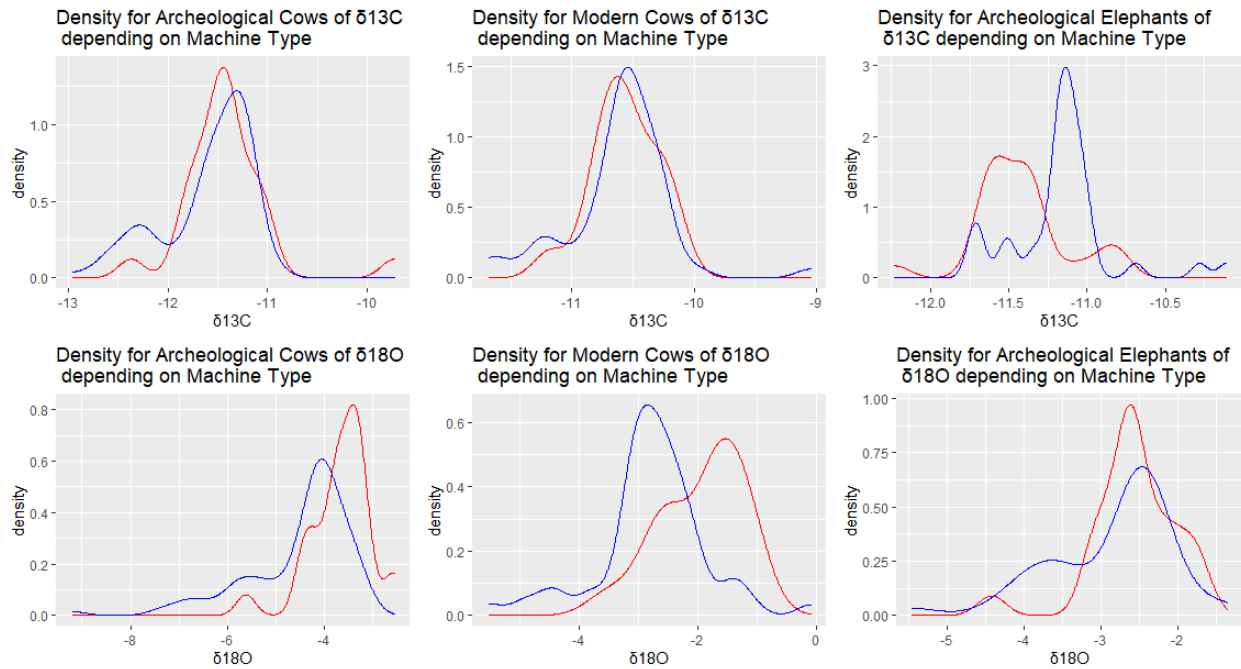 Density for Archeological Cows of δ13C
depending on Machine Type
1.0
0.5
0.0
-13
-12
-11
-10
density
δ13C
Density for Modern Cows of δ13C
depending on Machine Type
1.5
1.0
0.5
0.0
-11
-10
-9
density
δ13C
Density for Archeological Elephants of
δ13C depending on Machine Type
3
2
1
0
-12.0
-11.5
-11.0
-10.5
density
δ13C
Density for Archeological Cows of δ18O
depending on Machine Type
0.8
0.6
0.4
0.2
0.0
-8
-6
-4
density
δ18O
Density for Modern Cows of δ18O
depending on Machine Type
0.6
0.4
0.2
0.0
-4
-2
0
density
δ18O
Density for Archeological Elephants of
δ18O depending on Machine Type
1.00
0.75
0.50
0.25
0.00
-5
-4
-3
-2
density
δ18O